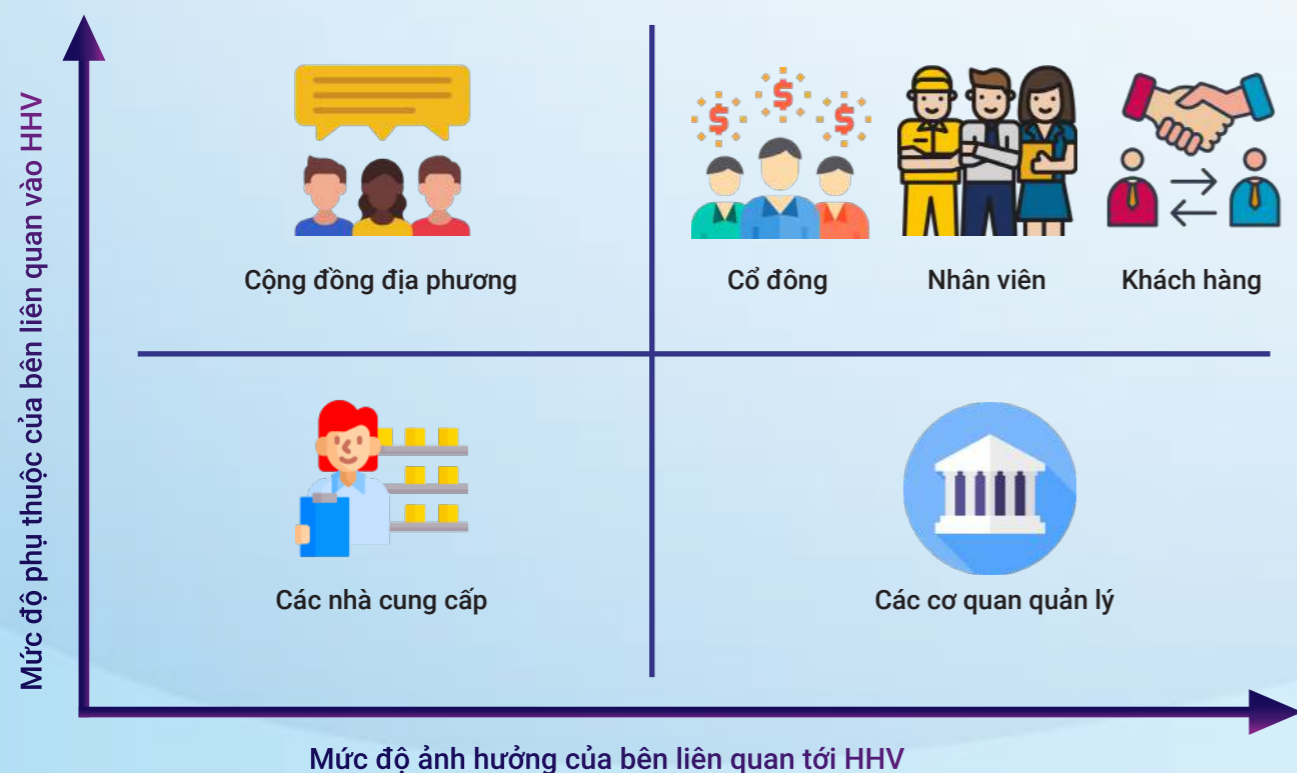 Mức độ phụ thuộc của bên liên quan vào HHV
Cộng đồng địa phương
Cổ đông
Nhân viên
Khách hàng
Các nhà cung cấp
Các cơ quan quản lý
Mức độ ảnh hưởng của bên liên quan tới HHV